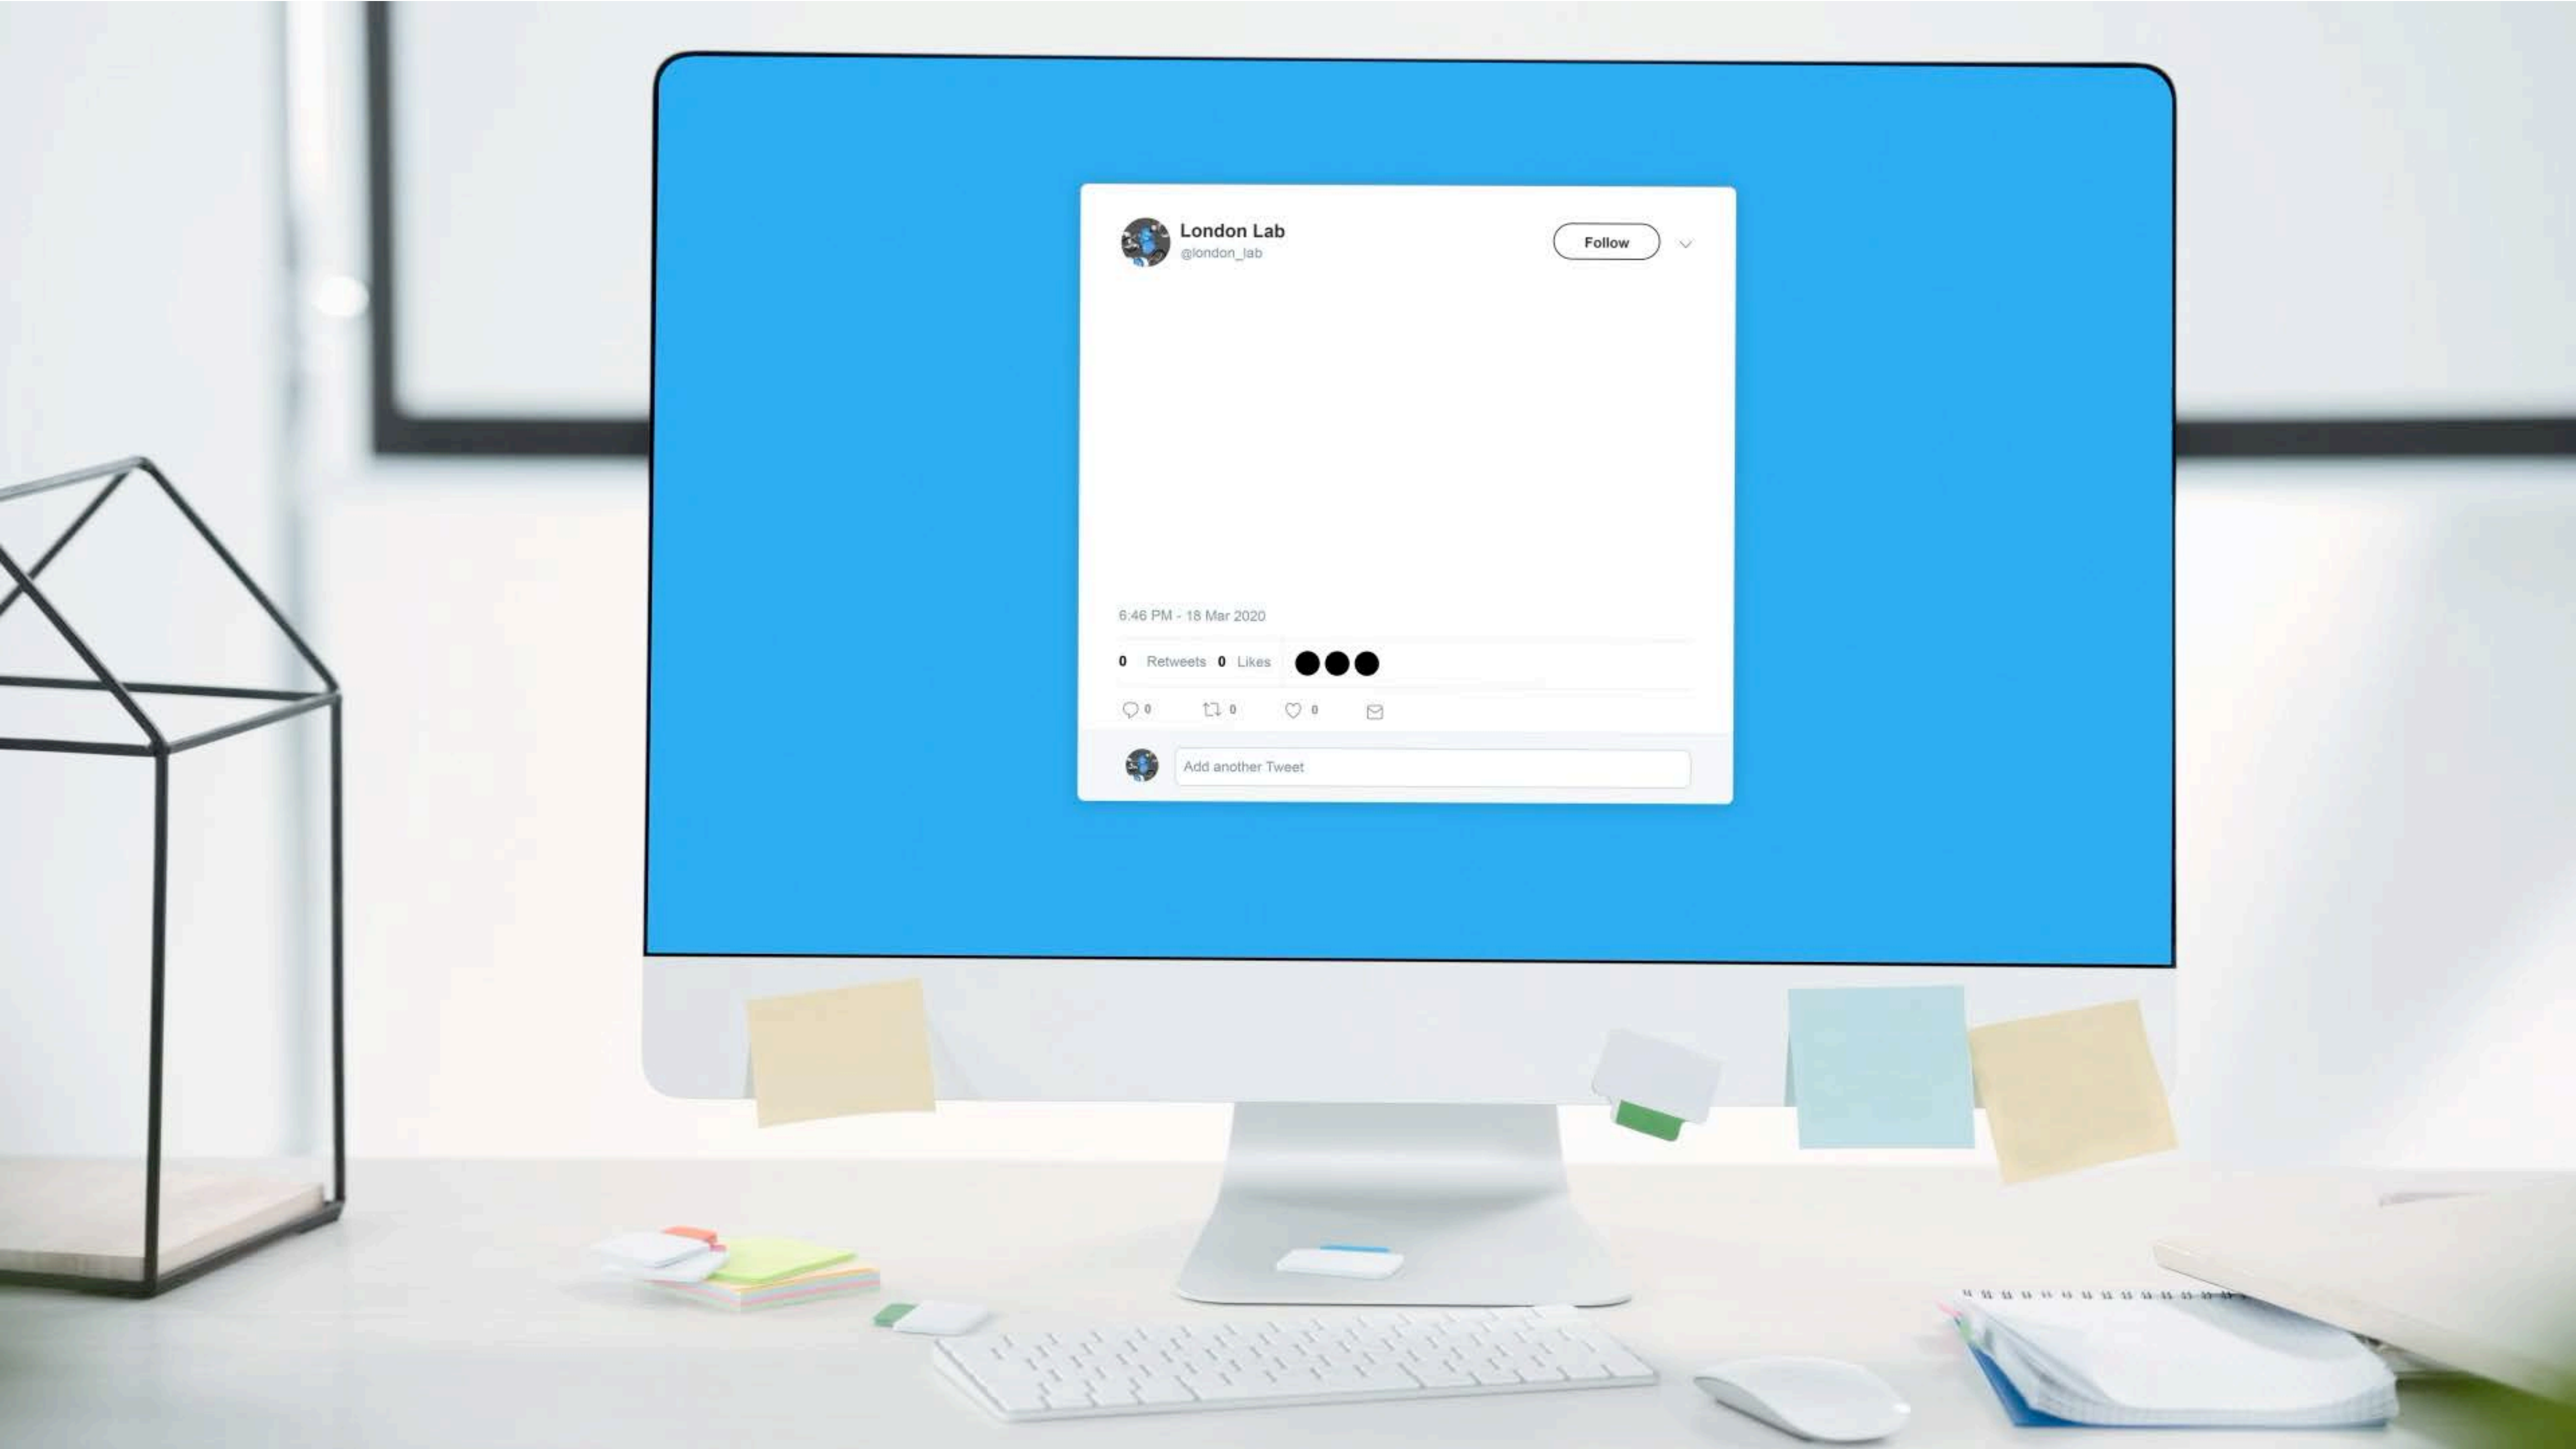 London Lab
@london_lab
Follow
6:46 PM - 18 Mar 2020
0 Retweets 0 Likes
0 0 0
Add another Tweet